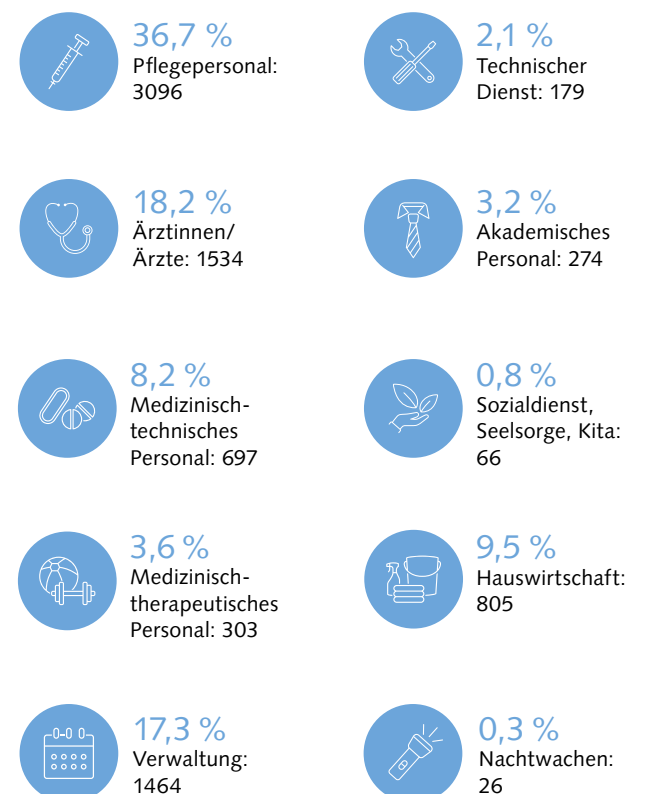 36,7 %
Pflegepersonal:
3096
2,1 %
Technischer
Dienst: 179
18,2 %
Ärztinnen/
Ärzte: 1534
3,2 %
Akademisches
Personal: 274
8,2 %
Medizinisch-
technisches
Personal: 697
0,8 %
Sozialdienst,
Seelsorge, Kita:
66
3,6 %
Medizinisch-
therapeutisches
Personal: 303
9,5 %
Hauswirtschaft:
805
17,3 %
Verwaltung:
1464
0,3 %
Nachtwachen:
26